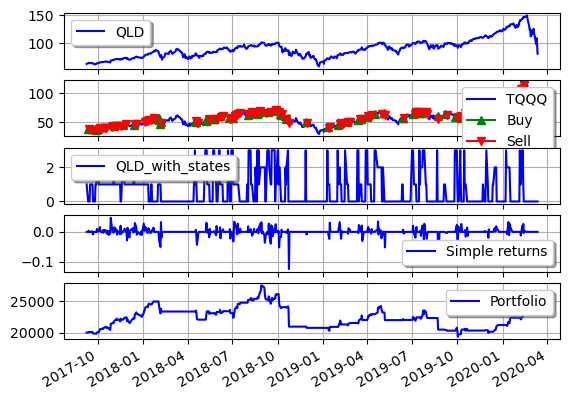 150
QLD
100
100
TQQQ
50
Buy
Sell
2
QLD_with_states
0
0.0
−0.1
Simple returns
25000
Portfolio
20000
2017-10 2018-01 2018-04 2018-07 2018-10 2019-01 2019-04 2019-07 2019-10 2020-01 2020-04